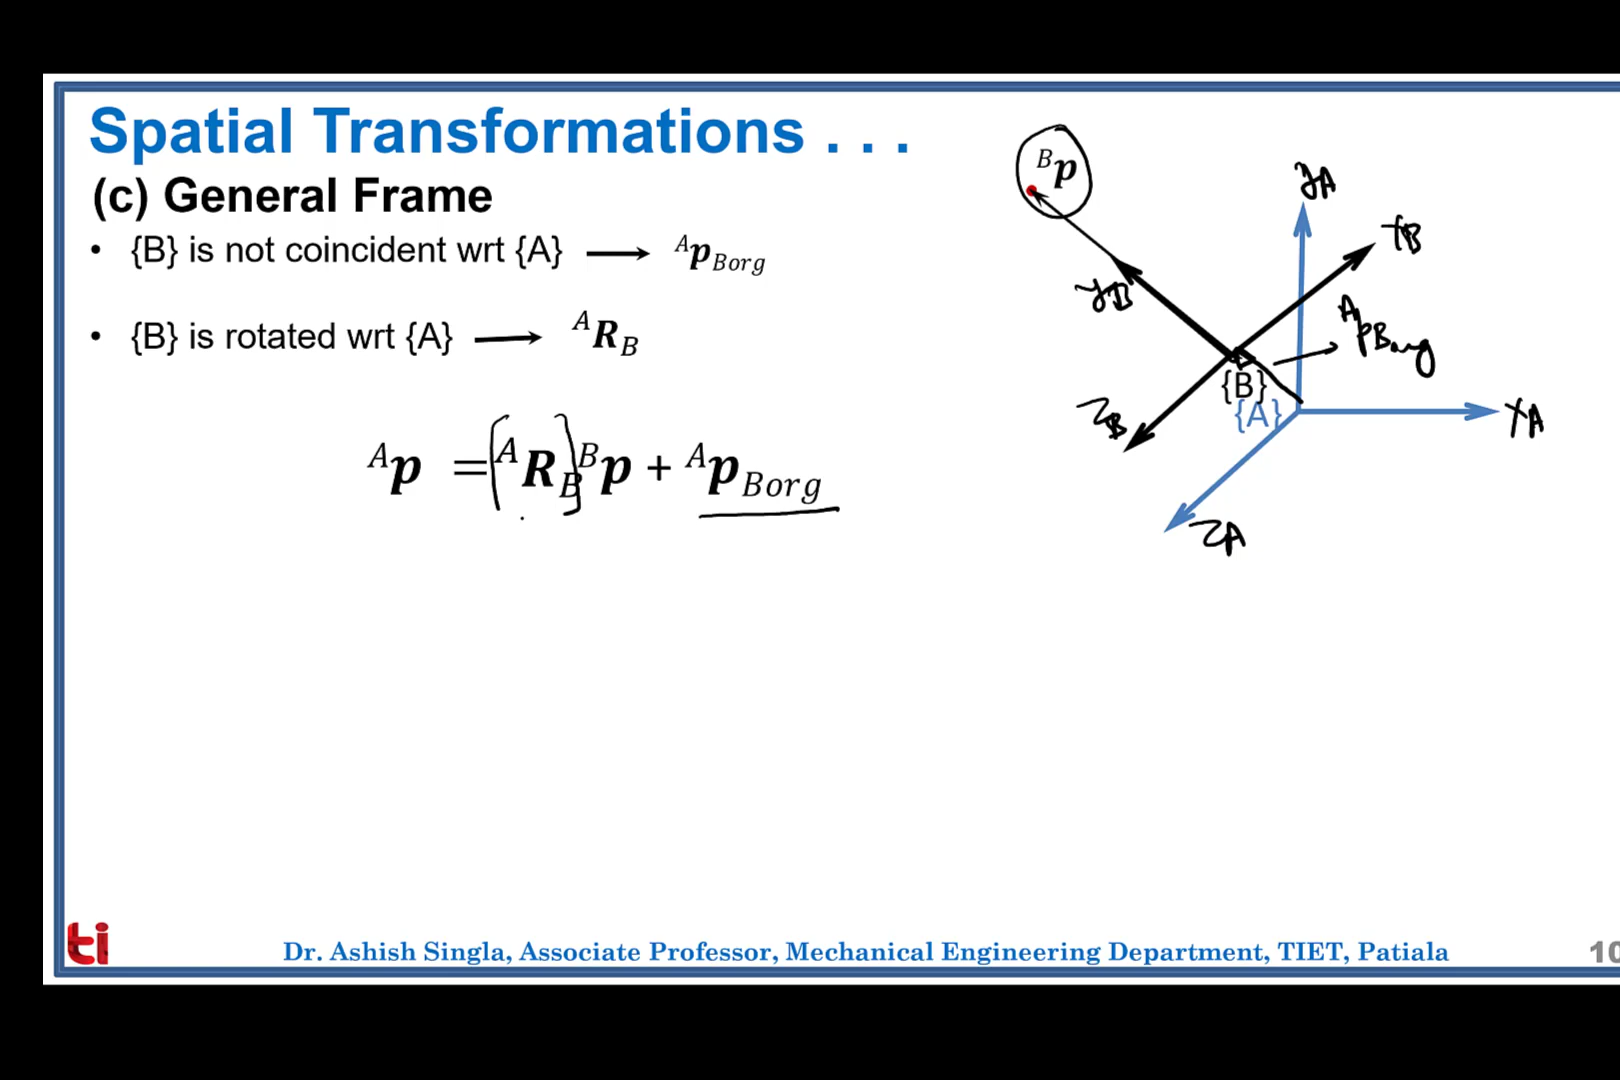 Spatial Transformations . . .
(c) General Frame
• {B} is not coincident wrt {A} ⟶ ᴬp_Borg
• {B} is rotated wrt {A} ⟶ ᴬR_B
ᴬp = [ᴬR_B] ᴮp + ᴬp_Borg
ᴮp
yA
xB
yB
ᴬpBorg
{B}
{A}
zB
xA
zA
ti
Dr. Ashish Singla, Associate Professor, Mechanical Engineering Department, TIET, Patiala